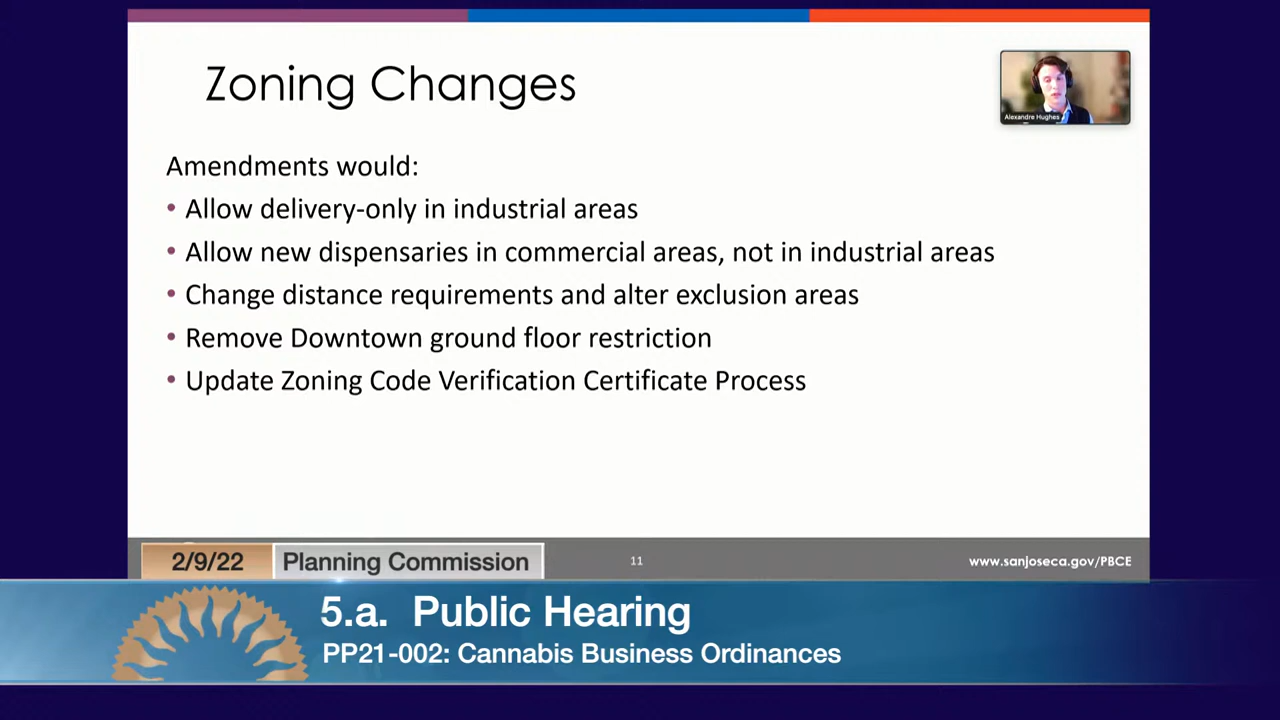 Zoning Changes
Alexandre Hughes
Amendments would:
• Allow delivery-only in industrial areas
• Allow new dispensaries in commercial areas, not in industrial areas
• Change distance requirements and alter exclusion areas
• Remove Downtown ground floor restriction
• Update Zoning Code Verification Certificate Process
2/9/22 Planning Commission
11
www.sanjoseca.gov/PBCE
5.a. Public Hearing
PP21-002: Cannabis Business Ordinances